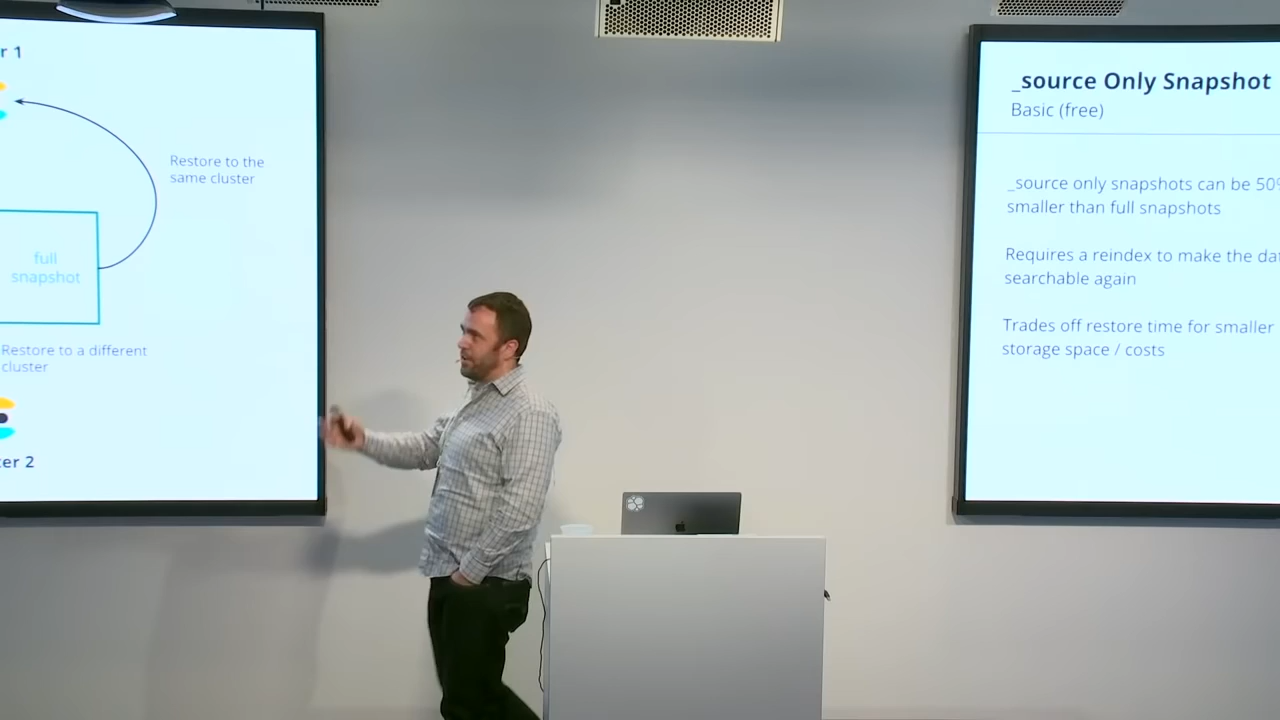 r 1
Restore to the
same cluster
full
snapshot
Restore to a different
cluster
ter 2
_source Only Snapshot
Basic (free)
_source only snapshots can be 50%
smaller than full snapshots
Requires a reindex to make the da
searchable again
Trades off restore time for smaller
storage space / costs